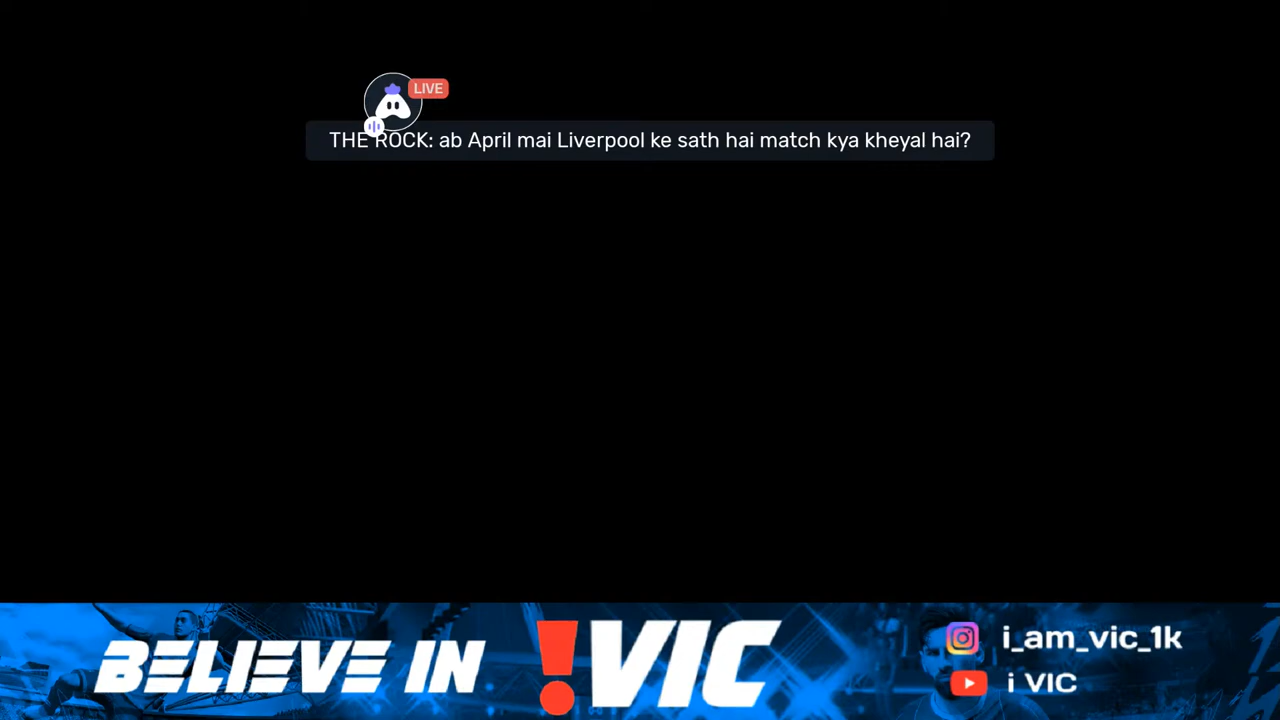 LIVE
THE ROCK: ab April mai Liverpool ke sath hai match kya kheyal hai?
BELIEVE IN !VIC
i_am_vic_1k
i VIC